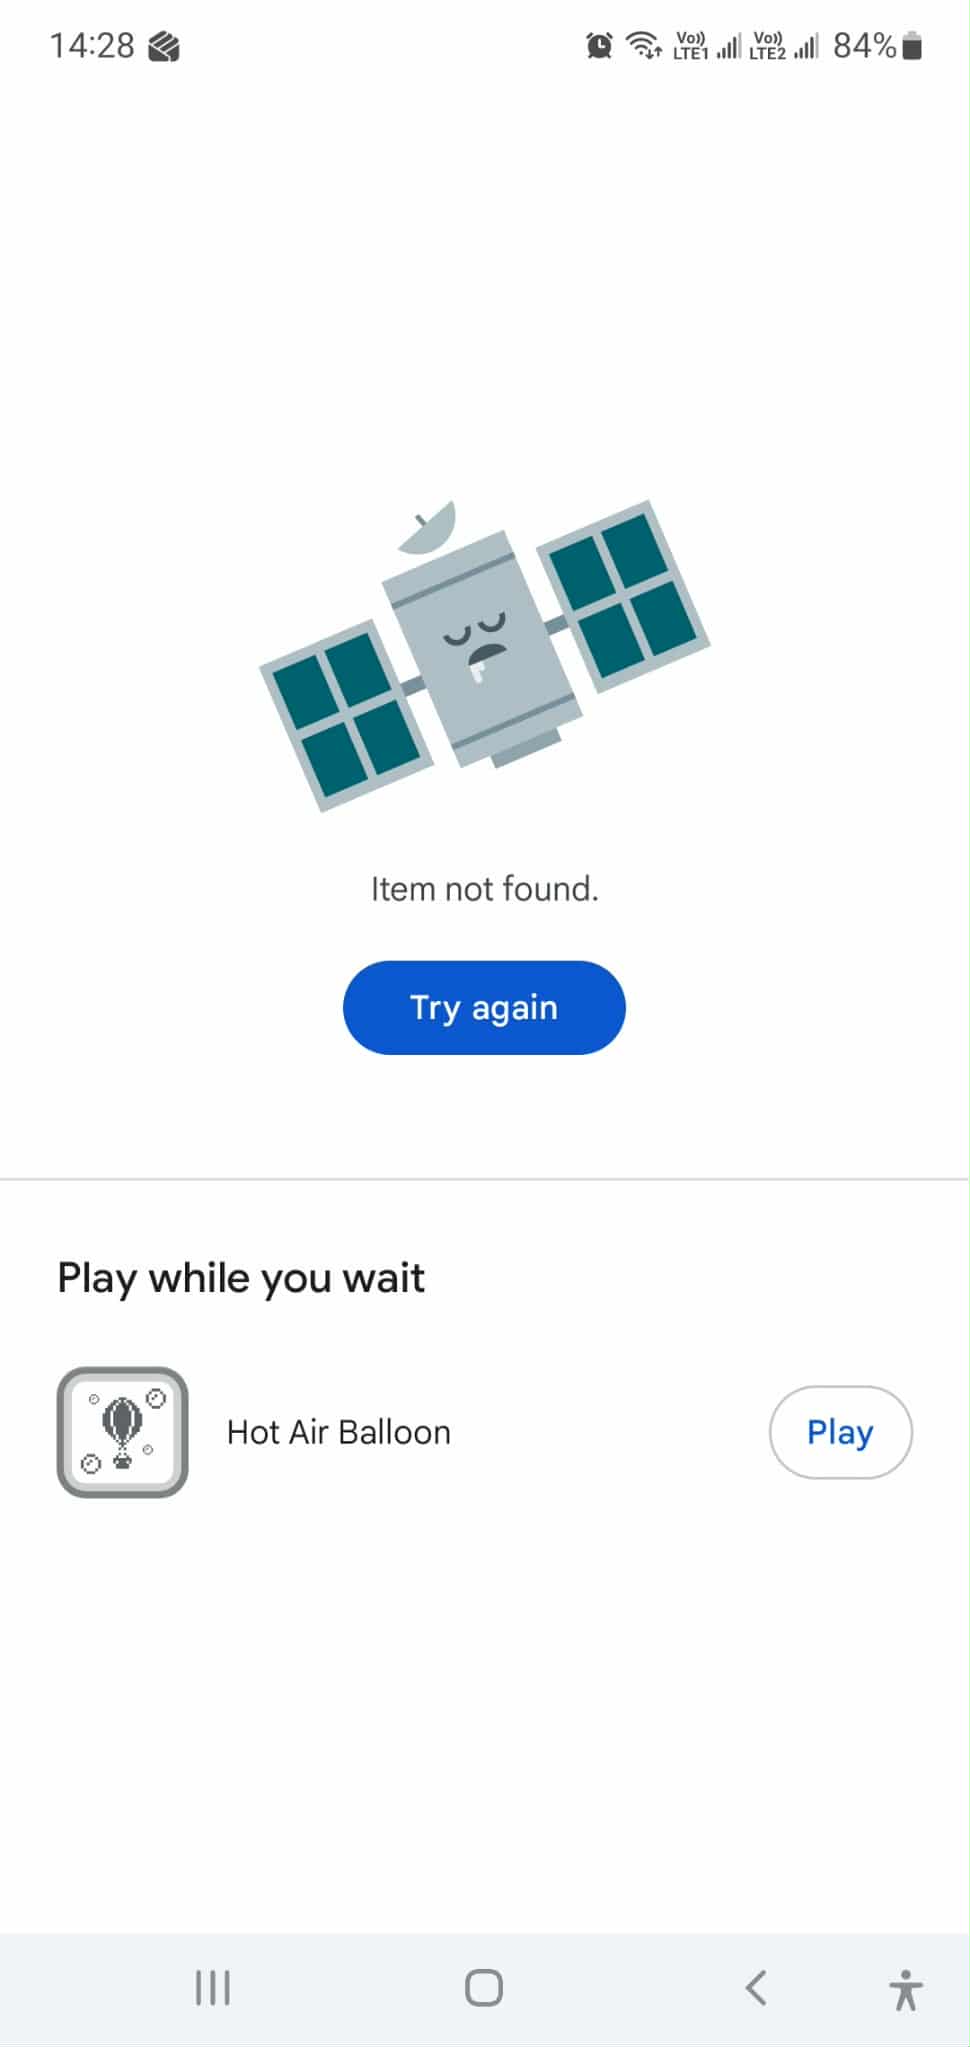 14:28
Vo)) LTE1 Vo)) LTE2 84%
Item not found.
Try again
Play while you wait
Hot Air Balloon
Play